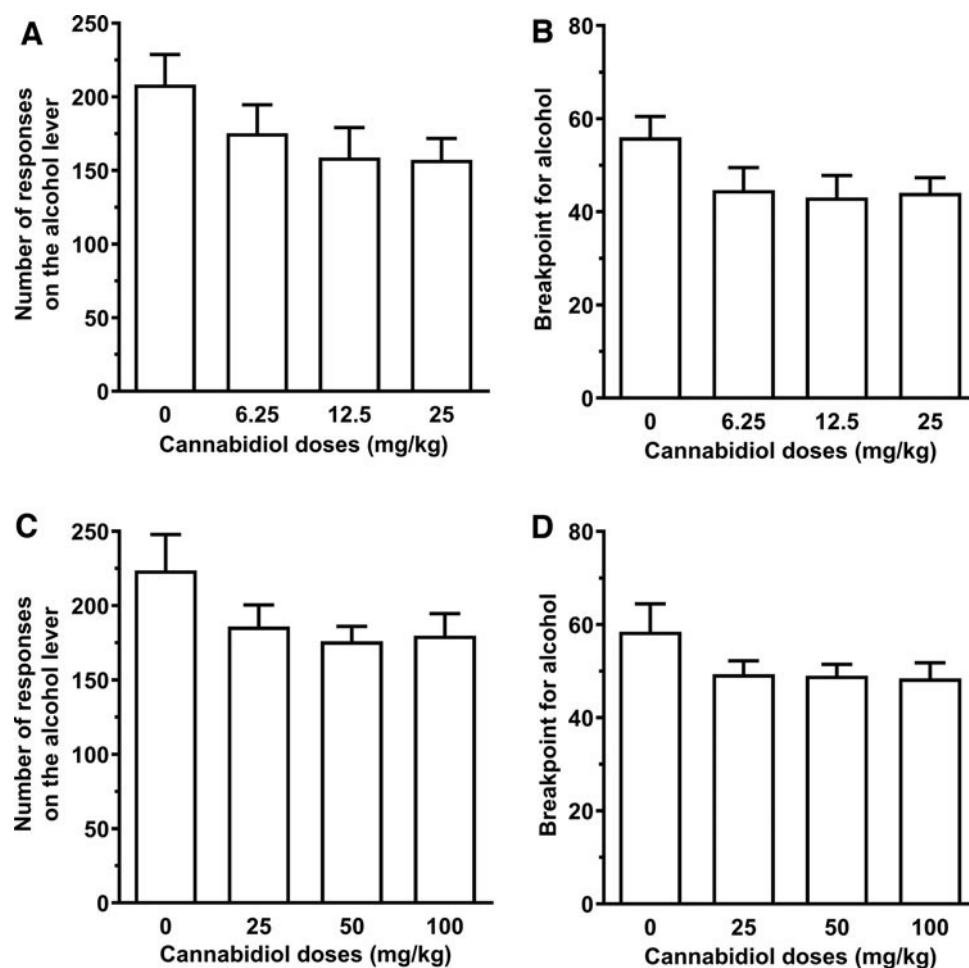 A
Number of responses
on the alcohol lever
250
200
150
100
50
0
0 6.25 12.5 25
Cannabidiol doses (mg/kg)
B
Breakpoint for alcohol
80
60
40
20
0
0 6.25 12.5 25
Cannabidiol doses (mg/kg)
C
Number of responses
on the alcohol lever
250
200
150
100
50
0
0 25 50 100
Cannabidiol doses (mg/kg)
D
Breakpoint for alcohol
80
60
40
20
0
0 25 50 100
Cannabidiol doses (mg/kg)